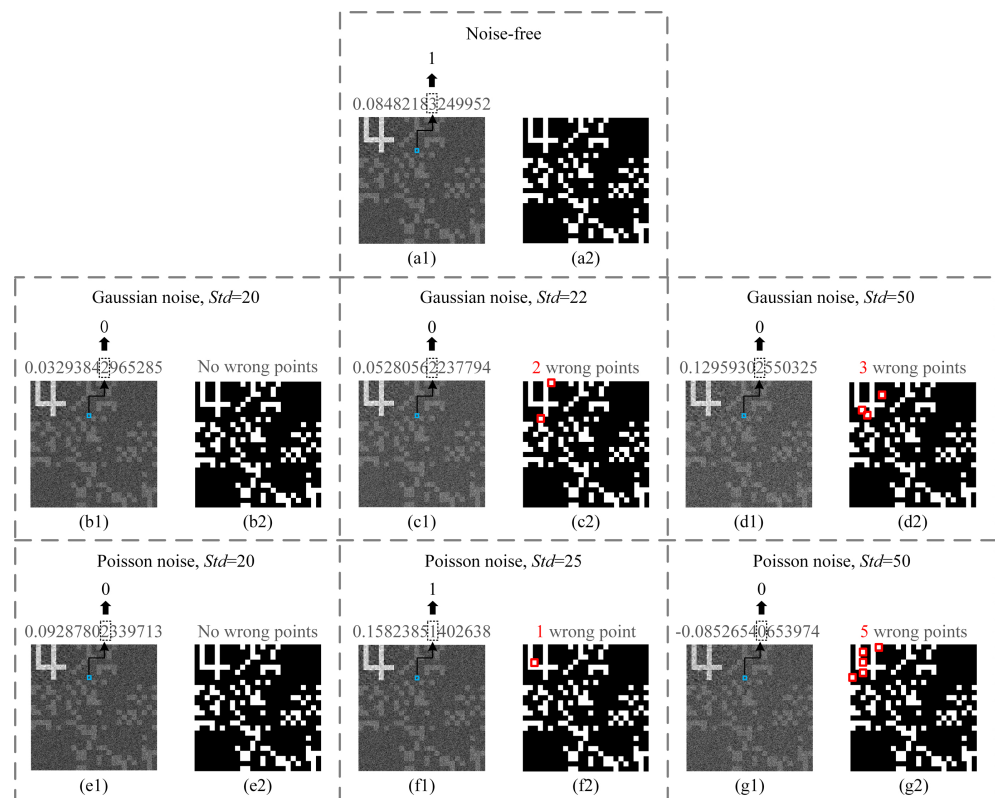 Noise-free
1
0.08482183249952
(a1)
(a2)
Gaussian noise, Std=20
0
0.03293842965285
No wrong points
(b1)
(b2)
Gaussian noise, Std=22
0
0.05280562237794
2 wrong points
(c1)
(c2)
Gaussian noise, Std=50
0
0.12959302550325
3 wrong points
(d1)
(d2)
Poisson noise, Std=20
0
0.09287802339713
No wrong points
(e1)
(e2)
Poisson noise, Std=25
1
0.15823851402638
1 wrong point
(f1)
(f2)
Poisson noise, Std=50
0
-0.08526540653974
5 wrong points
(g1)
(g2)